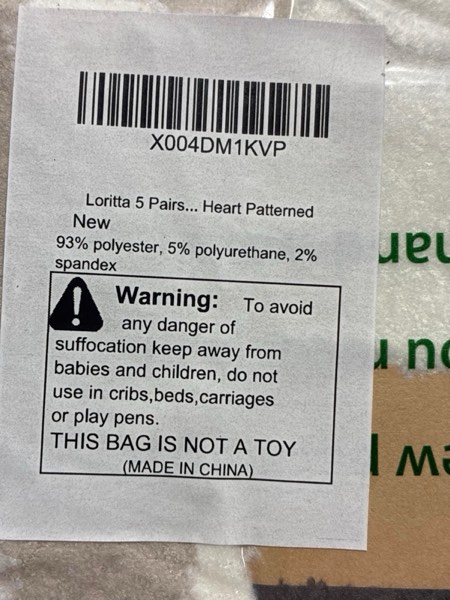 X004DM1KVP
Loritta 5 Pairs... Heart Patterned
New
93% polyester, 5% polyurethane, 2%
spandex
Warning: To avoid
any danger of
suffocation keep away from
babies and children, do not
use in cribs,beds,carriages
or play pens.
THIS BAG IS NOT A TOY
(MADE IN CHINA)